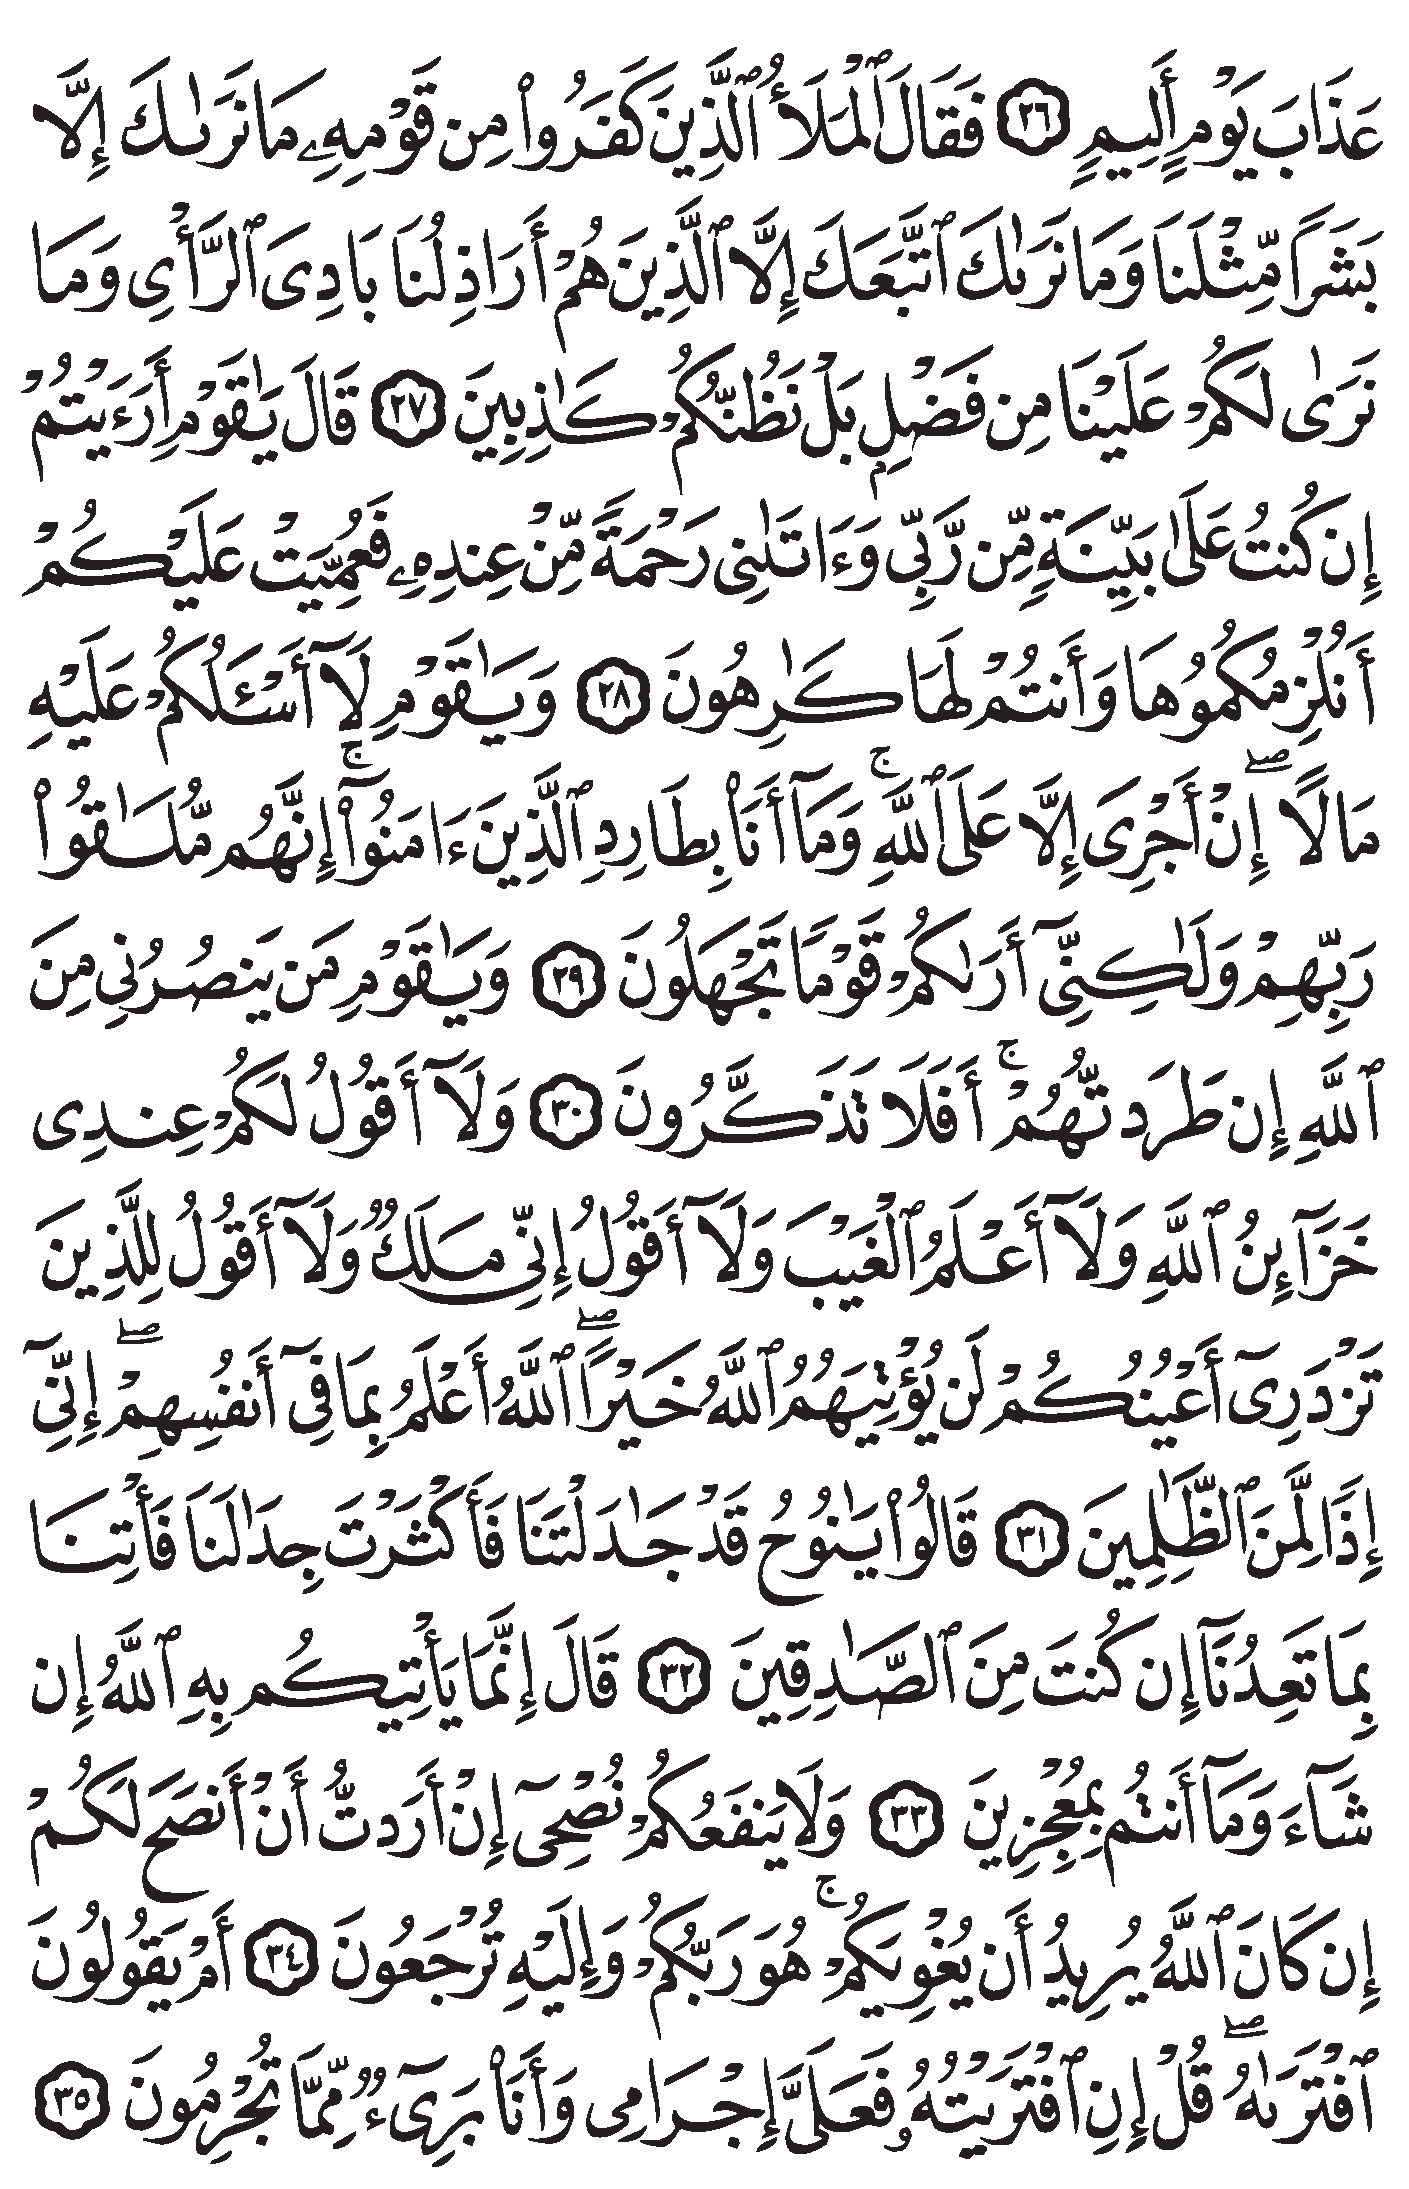 عَذَابَ يَوْمٍ أَلِيمٍ ٢٦ فَقَالَ ٱلْمَلَأُ ٱلَّذِينَ كَفَرُوا۟ مِن قَوْمِهِۦ مَا نَرَىٰكَ إِلَّا
بَشَرًا مِّثْلَنَا وَمَا نَرَىٰكَ ٱتَّبَعَكَ إِلَّا ٱلَّذِينَ هُمْ أَرَاذِلُنَا بَادِىَ ٱلرَّأْىِ وَمَا
نَرَىٰ لَكُمْ عَلَيْنَا مِن فَضْلٍۭ بَلْ نَظُنُّكُمْ كَٰذِبِينَ ٢٧ قَالَ يَٰقَوْمِ أَرَءَيْتُمْ
إِن كُنتُ عَلَىٰ بَيِّنَةٍ مِّن رَّبِّى وَءَاتَىٰنِى رَحْمَةً مِّنْ عِندِهِۦ فَعُمِّيَتْ عَلَيْكُمْ
أَنُلْزِمُكُمُوهَا وَأَنتُمْ لَهَا كَٰرِهُونَ ٢٨ وَيَٰقَوْمِ لَآ أَسْـَٔلُكُمْ عَلَيْهِ
مَالًا ۖ إِنْ أَجْرِىَ إِلَّا عَلَى ٱللَّهِ ۚ وَمَآ أَنَا۠ بِطَارِدِ ٱلَّذِينَ ءَامَنُوٓا۟ ۚ إِنَّهُم مُّلَٰقُوا۟
رَبِّهِمْ وَلَٰكِنِّىٓ أَرَىٰكُمْ قَوْمًا تَجْهَلُونَ ٢٩ وَيَٰقَوْمِ مَن يَنصُرُنِى مِنَ
ٱللَّهِ إِن طَرَدتُّهُمْ ۚ أَفَلَا تَذَكَّرُونَ ٣٠ وَلَآ أَقُولُ لَكُمْ عِندِى
خَزَآئِنُ ٱللَّهِ وَلَآ أَعْلَمُ ٱلْغَيْبَ وَلَآ أَقُولُ إِنِّى مَلَكٌ وَلَآ أَقُولُ لِلَّذِينَ
تَزْدَرِىٓ أَعْيُنُكُمْ لَن يُؤْتِيَهُمُ ٱللَّهُ خَيْرًا ۖ ٱللَّهُ أَعْلَمُ بِمَا فِىٓ أَنفُسِهِمْ ۖ إِنِّىٓ
إِذًا لَّمِنَ ٱلظَّٰلِمِينَ ٣١ قَالُوا۟ يَٰنُوحُ قَدْ جَٰدَلْتَنَا فَأَكْثَرْتَ جِدَٰلَنَا فَأْتِنَا
بِمَا تَعِدُنَآ إِن كُنتَ مِنَ ٱلصَّٰدِقِينَ ٣٢ قَالَ إِنَّمَا يَأْتِيكُم بِهِ ٱللَّهُ إِن
شَآءَ وَمَآ أَنتُم بِمُعْجِزِينَ ٣٣ وَلَا يَنفَعُكُمْ نُصْحِىٓ إِنْ أَرَدتُّ أَنْ أَنصَحَ لَكُمْ
إِن كَانَ ٱللَّهُ يُرِيدُ أَن يُغْوِيَكُمْ ۚ هُوَ رَبُّكُمْ وَإِلَيْهِ تُرْجَعُونَ ٣٤ أَمْ يَقُولُونَ
ٱفْتَرَىٰهُ ۖ قُلْ إِنِ ٱفْتَرَيْتُهُۥ فَعَلَىَّ إِجْرَامِى وَأَنَا۠ بَرِىٓءٌ مِّمَّا تُجْرِمُونَ ٣٥